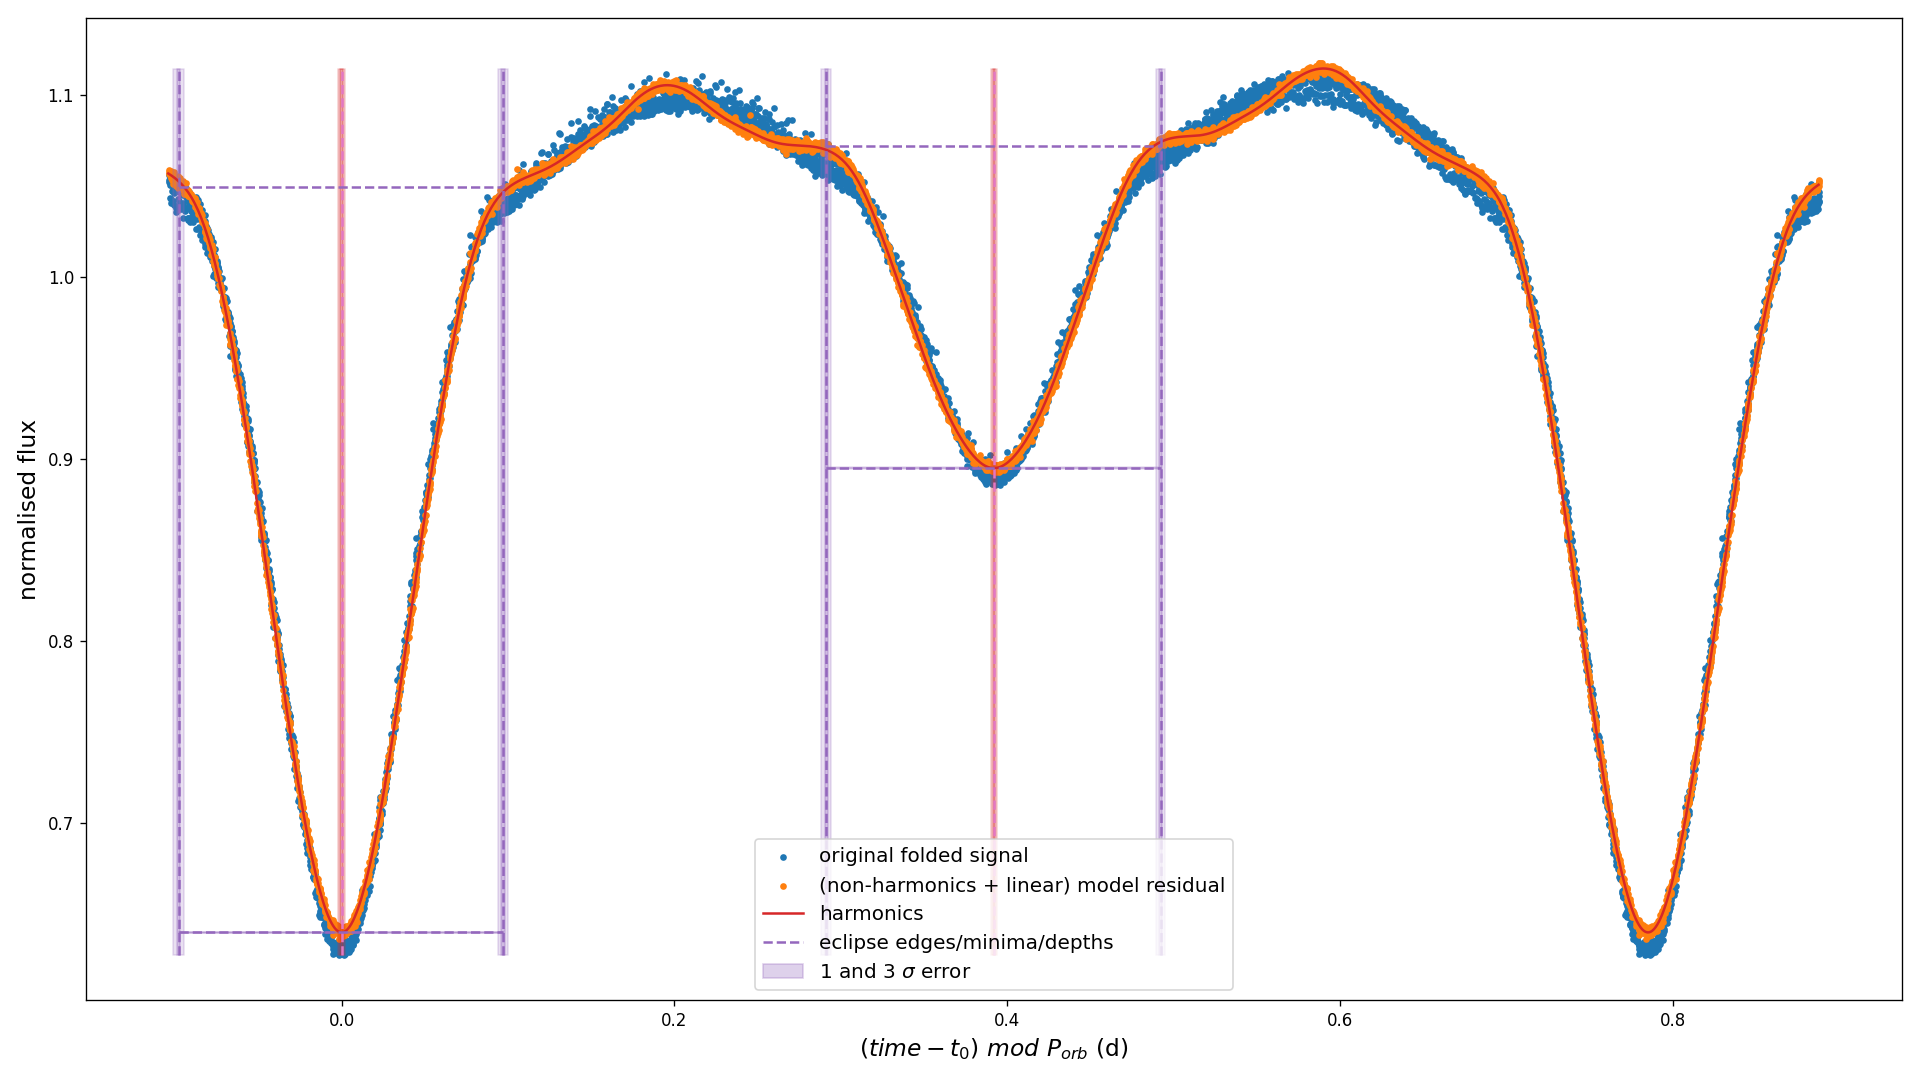 normalised flux
1.1
1.0
0.9
0.8
0.7
original folded signal
(non-harmonics + linear) model residual
harmonics
eclipse edges/minima/depths
1 and 3 σ error
0.0 0.2 0.4 0.6 0.8
(time − t₀) mod Pₒᵣb (d)